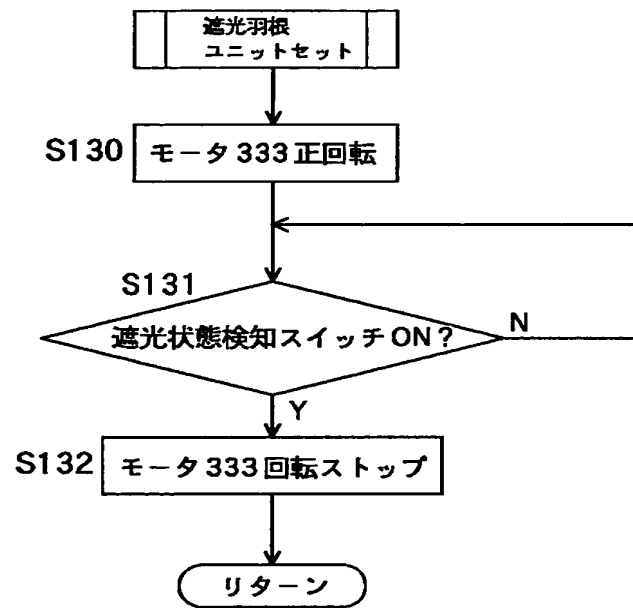 遮光羽根
ユニットセット
S130
モータ333正回転
S131
遮光状態検知スイッチON？
N
Y
S132
モータ333回転ストップ
リターン